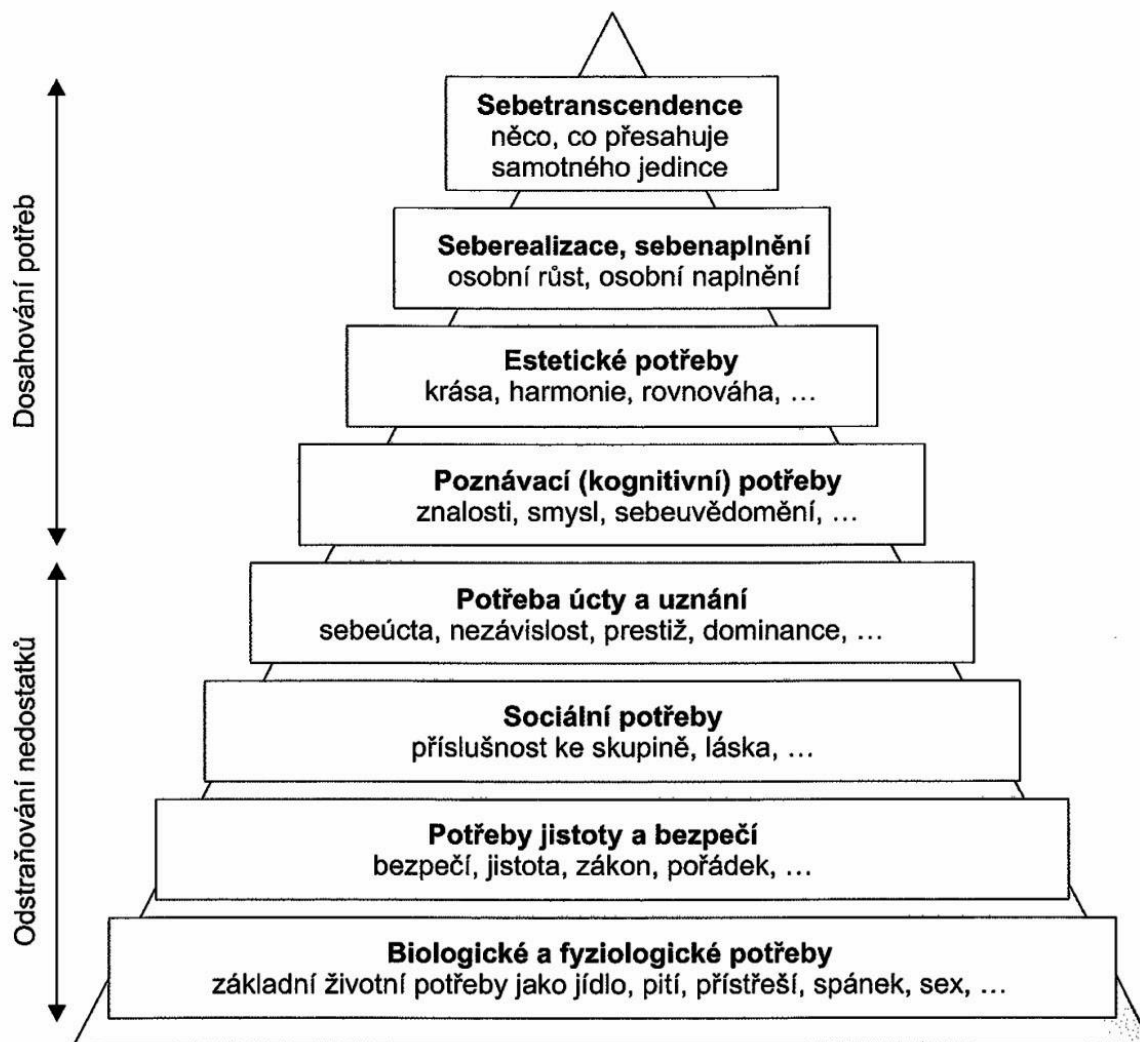 Sebetranscendence
něco, co přesahuje
samotného jedince
Seberealizace, sebenaplnění
osobní růst, osobní naplnění
Estetické potřeby
krása, harmonie, rovnováha, ...
Poznávací (kognitivní) potřeby
znalosti, smysl, sebeuvědomění, ...
Dosahování potřeb
Potřeba úcty a uznání
sebeúcta, nezávislost, prestiž, dominance, ...
Sociální potřeby
příslušnost ke skupině, láska, ...
Potřeby jistoty a bezpečí
bezpečí, jistota, zákon, pořádek, ...
Biologické a fyziologické potřeby
základní životní potřeby jako jídlo, pití, přístřeší, spánek, sex, ...
Odstraňování nedostatků